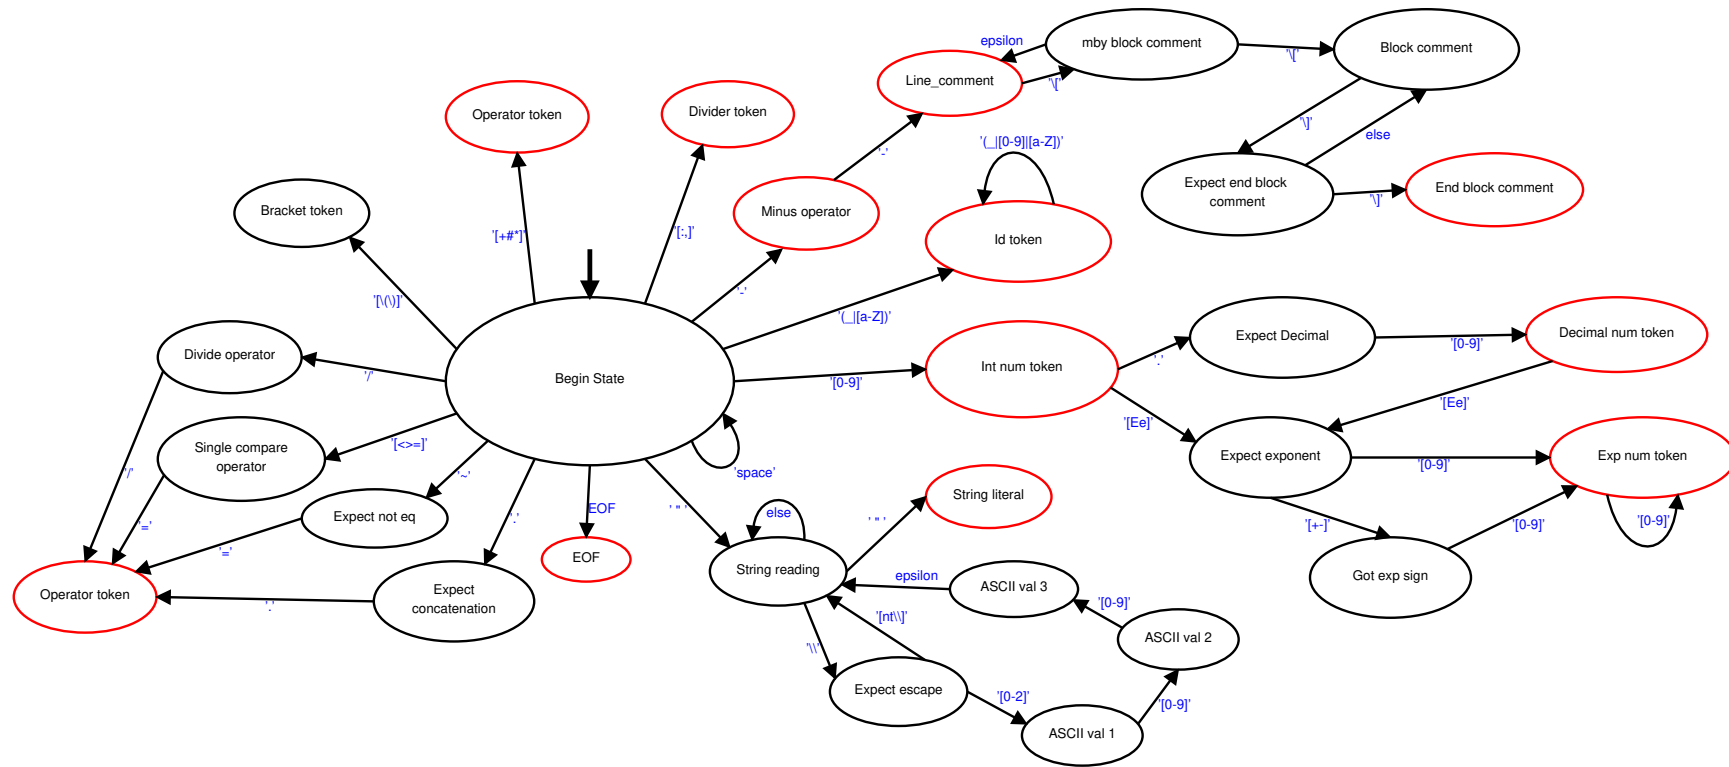 epsilon
mby block comment
Block comment
'\['
Line_comment
'\['
Operator token
Divider token
'\]'
else
'-'
'(_|[0-9]|[a-Z])'
Expect end block
comment
'\]'
End block comment
Bracket token
Minus operator
Id token
'[+#*]'
'[:,]'
'[\(\)]'
'-'
'(_|[a-Z])'
Divide operator
'/'
Begin State
'[0-9]'
Int num token
'.'
Expect Decimal
'[0-9]'
Decimal num token
'[Ee]'
'[Ee]'
Single compare
operator
'[<>=]'
'space'
Expect exponent
'[0-9]'
Exp num token
'/'
'~'
'='
Expect not eq
'='
'.'
EOF
' " '
else
' " '
String literal
'[+-]'
'[0-9]'
'[0-9]'
EOF
String reading
Got exp sign
Operator token
'.'
Expect
concatenation
epsilon
ASCII val 3
'[0-9]'
'[nt\\]'
ASCII val 2
'\\'
Expect escape
'[0-2]'
'[0-9]'
ASCII val 1